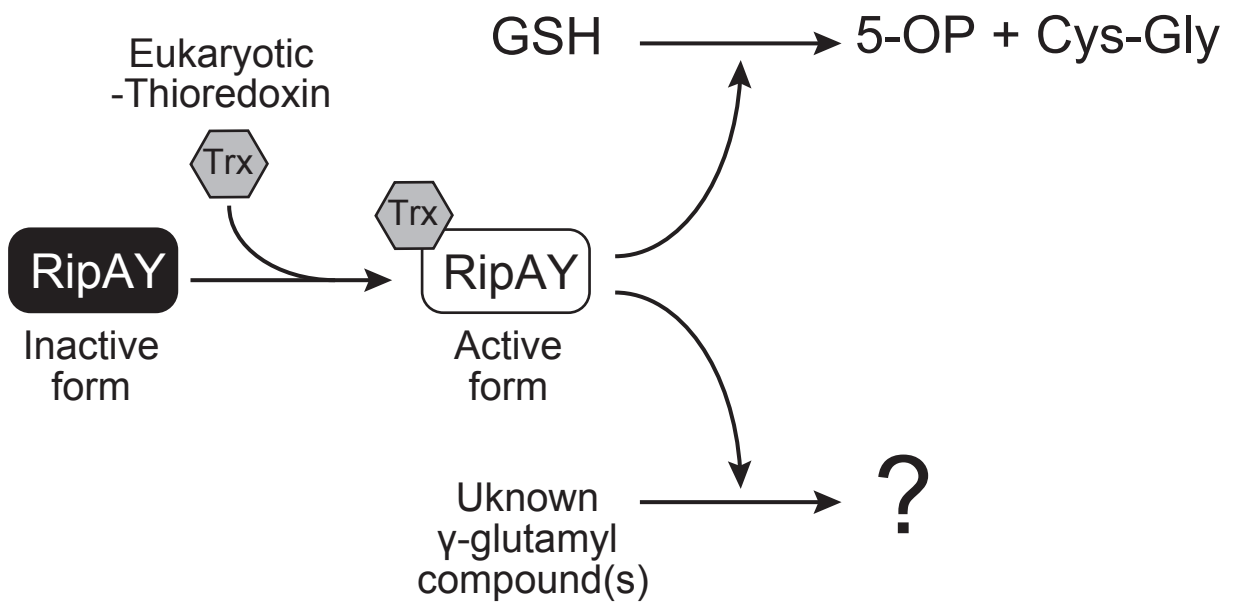 GSH
5-OP + Cys-Gly
Eukaryotic
-Thioredoxin
Trx
Trx
RipAY
RipAY
Inactive
form
Active
form
Uknown
γ-glutamyl
compound(s)
?